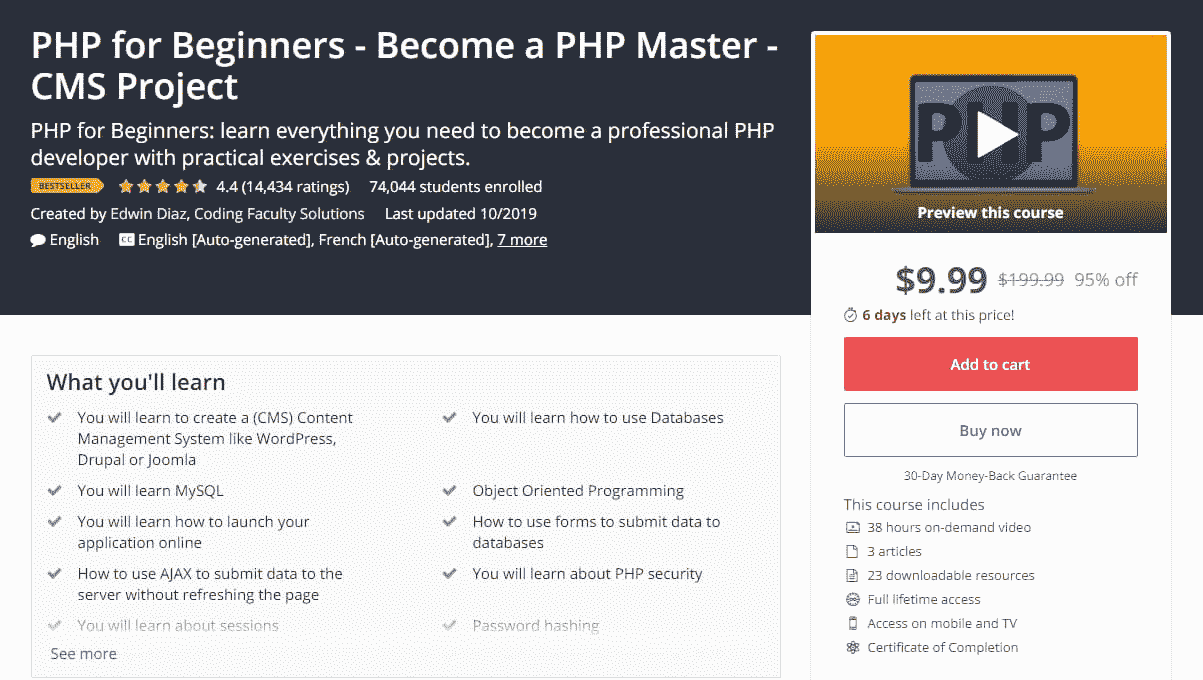 PHP for Beginners - Become a PHP Master -
CMS Project
PHP for Beginners: learn everything you need to become a professional PHP
developer with practical exercises & projects.
BESTSELLER 4.4 (14,434 ratings) 74,044 students enrolled
Created by Edwin Diaz, Coding Faculty Solutions Last updated 10/2019
English CC English [Auto-generated], French [Auto-generated], 7 more
PHP
Preview this course
$9.99 $199.99 95% off
6 days left at this price!
Add to cart
Buy now
30-Day Money-Back Guarantee
This course includes
38 hours on-demand video
3 articles
23 downloadable resources
Full lifetime access
Access on mobile and TV
Certificate of Completion
What you'll learn
You will learn to create a (CMS) Content
Management System like WordPress,
Drupal or Joomla
You will learn how to use Databases
You will learn MySQL
Object Oriented Programming
You will learn how to launch your
application online
How to use forms to submit data to
databases
How to use AJAX to submit data to the
server without refreshing the page
You will learn about PHP security
You will learn about sessions
Password hashing
See more